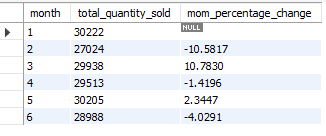 month total_quantity_sold mom_percentage_change
1 30222 NULL
2 27024 -10.5817
3 29938 10.7830
4 29513 -1.4196
5 30205 2.3447
6 28988 -4.0291